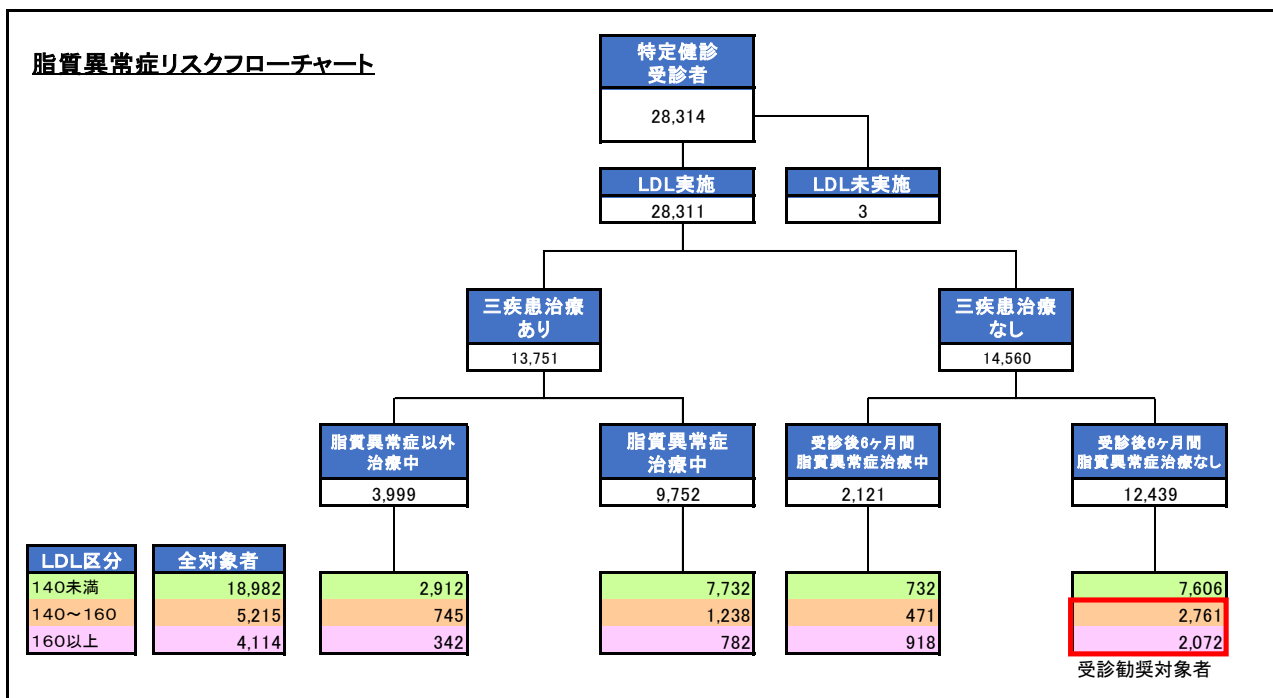 脂質異常症リスクフローチャート
特定健診
受診者
28,314
LDL実施
28,311
LDL未実施
3
三疾患治療
あり
13,751
三疾患治療
なし
14,560
脂質異常症以外
治療中
3,999
脂質異常症
治療中
9,752
受診後6ヶ月間
脂質異常症治療中
2,121
受診後6ヶ月間
脂質異常症治療なし
12,439
LDL区分 全対象者
140未満 18,982 2,912 7,732 732 7,606
140～160 5,215 745 1,238 471 2,761
160以上 4,114 342 782 918 2,072
受診勧奨対象者